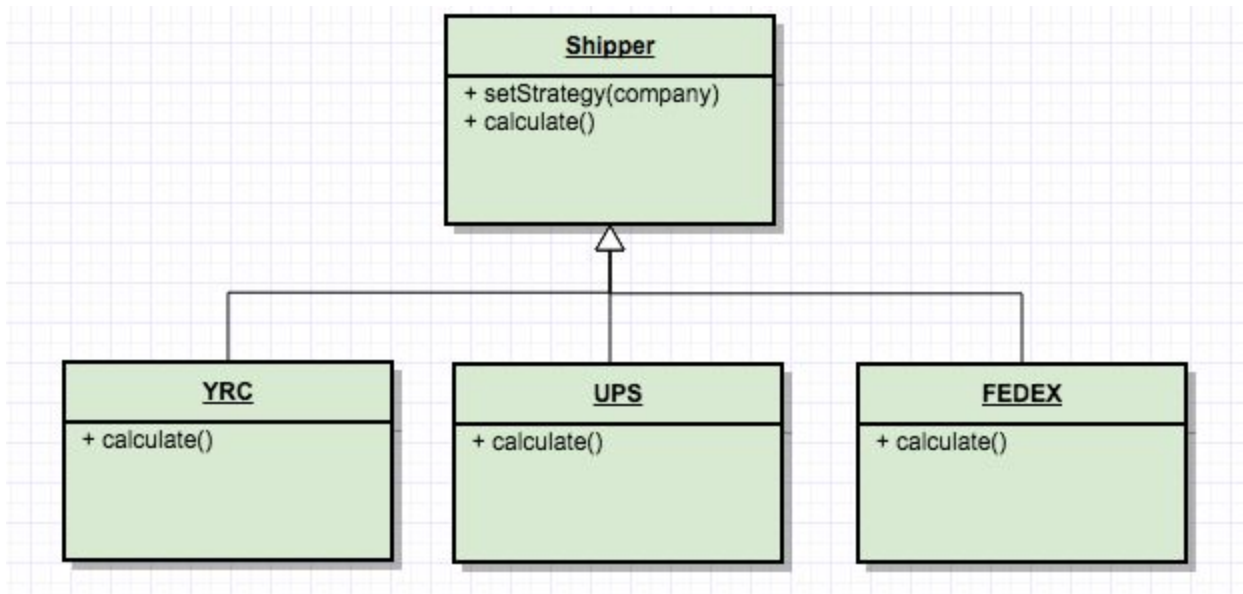 Shipper
+ setStrategy(company)
+ calculate()
YRC
+ calculate()
UPS
+ calculate()
FEDEX
+ calculate()